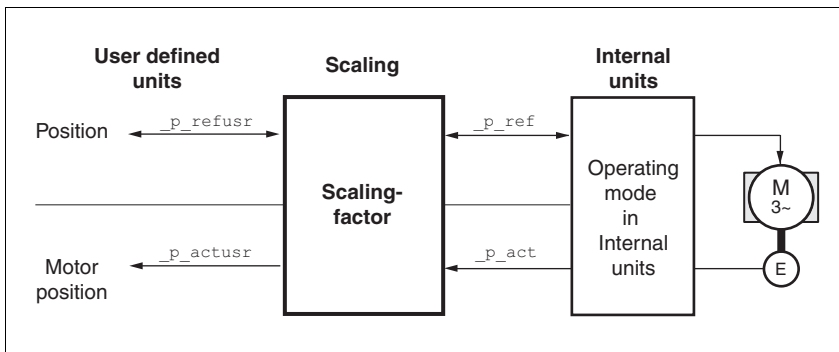 User defined
units
Scaling
Internal
units
Position
_p_refusr
_p_ref
Scaling-
factor
Operating
mode
in
Internal
units
M
3~
Motor
position
_p_actusr
_p_act
E